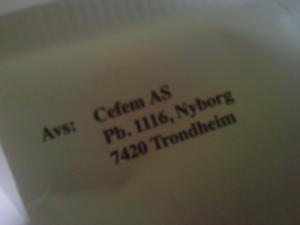 Avs: Cefem AS
Pb. 1116, Nyborg
7420 Trondheim